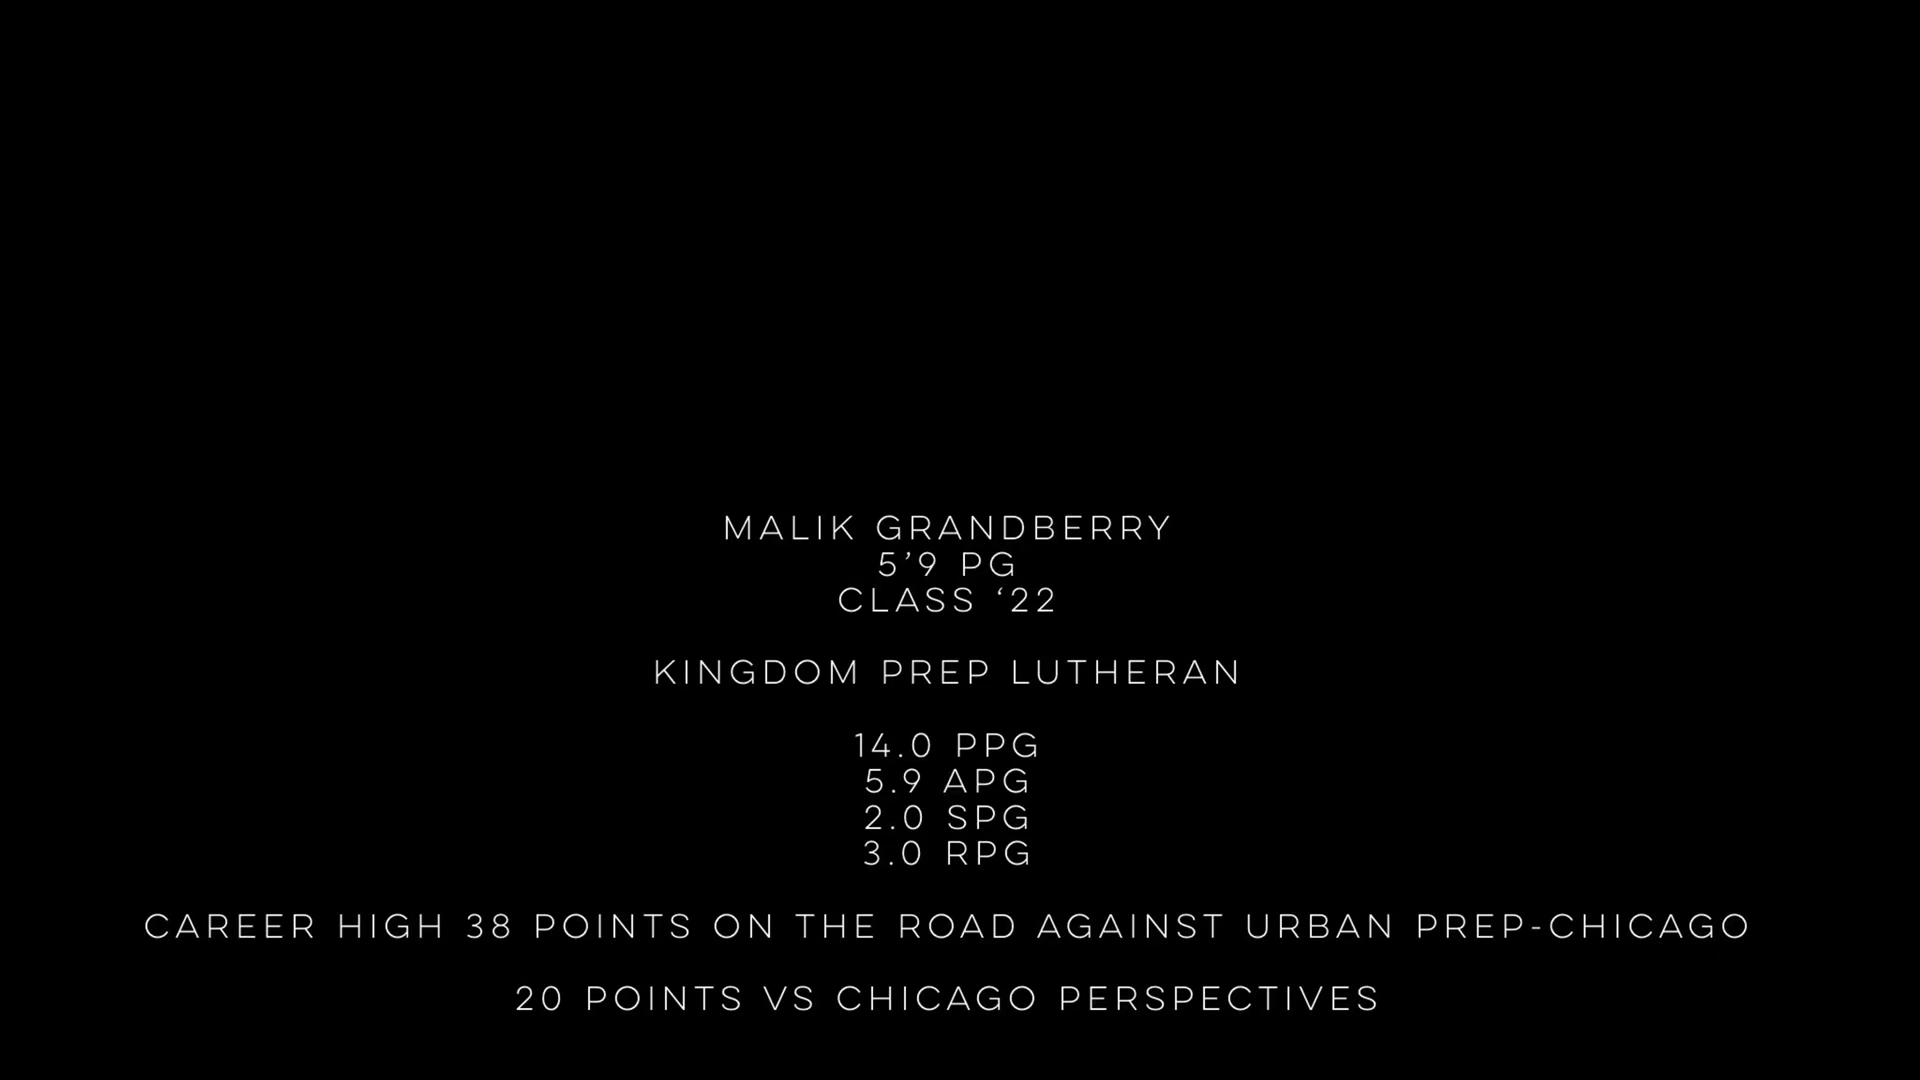 MALIK GRANDBERRY
5’9 PG
CLASS ‘22
KINGDOM PREP LUTHERAN
14.0 PPG
5.9 APG
2.0 SPG
3.0 RPG
CAREER HIGH 38 POINTS ON THE ROAD AGAINST URBAN PREP-CHICAGO
20 POINTS VS CHICAGO PERSPECTIVES